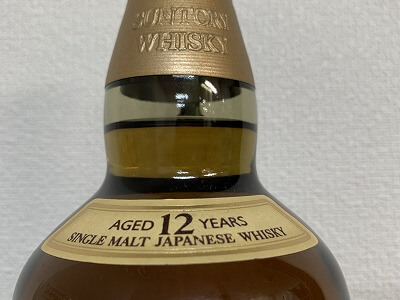 SUNTORY
WHISKY
AGED 12 YEARS
SINGLE MALT JAPANESE WHISKY